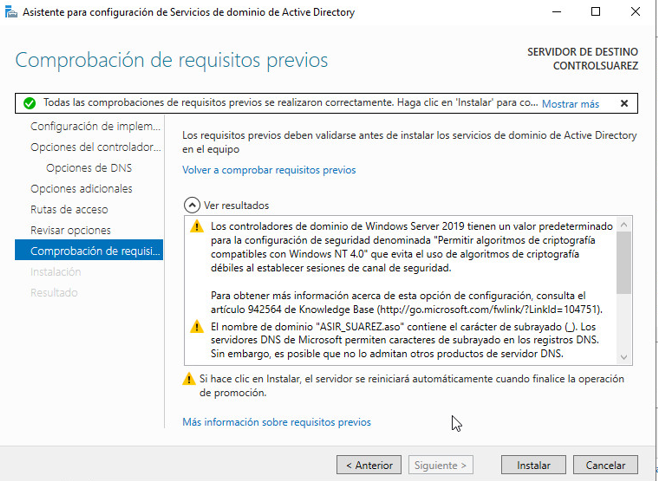 Asistente para configuración de Servicios de dominio de Active Directory
Comprobación de requisitos previos
SERVIDOR DE DESTINO
CONTROLSUAREZ
Todas las comprobaciones de requisitos previos se realizaron correctamente. Haga clic en 'Instalar' para co... Mostrar más
Configuración de implem...
Opciones del controlador...
Opciones de DNS
Opciones adicionales
Rutas de acceso
Revisar opciones
Comprobación de requisi...
Instalación
Resultado
Los requisitos previos deben validarse antes de instalar los servicios de dominio de Active Directory
en el equipo
Volver a comprobar requisitos previos
Ver resultados
Los controladores de dominio de Windows Server 2019 tienen un valor predeterminado
para la configuración de seguridad denominada "Permitir algoritmos de criptografía
compatibles con Windows NT 4.0" que evita el uso de algoritmos de criptografía
débiles al establecer sesiones de canal de seguridad.
Para obtener más información acerca de esta opción de configuración, consulta el
artículo 942564 de Knowledge Base (http://go.microsoft.com/fwlink/?LinkId=104751).
El nombre de dominio "ASIR_SUAREZ.aso" contiene el carácter de subrayado (_). Los
servidores DNS de Microsoft permiten caracteres de subrayado en los registros DNS.
Sin embargo, es posible que no lo admitan otros productos de servidor DNS.
Si hace clic en Instalar, el servidor se reiniciará automáticamente cuando finalice la operación
de promoción.
Más información sobre requisitos previos
< Anterior
Siguiente >
Instalar
Cancelar